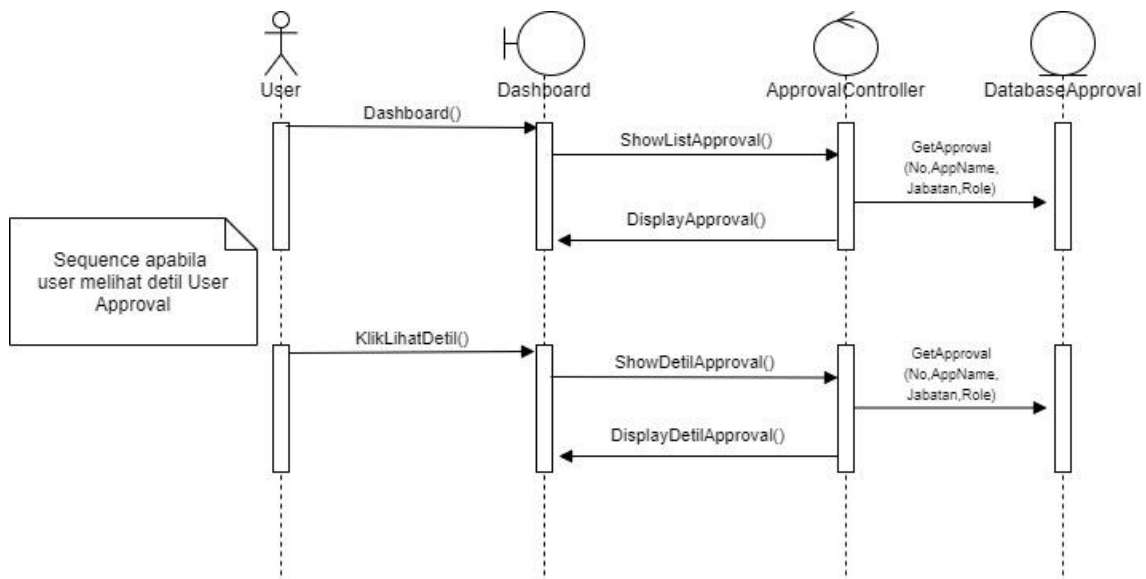 User
Dashboard
ApprovalController
DatabaseApproval
Dashboard()
ShowListApproval()
GetApproval
(No,AppName,
Jabatan,Role)
DisplayApproval()
Sequence apabila
user melihat detil User
Approval
KlikLihatDetil()
ShowDetilApproval()
GetApproval
(No,AppName,
Jabatan,Role)
DisplayDetilApproval()